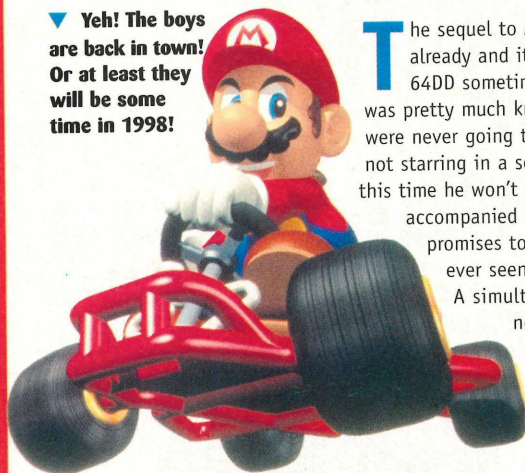 Yeh! The boys
are back in town!
Or at least they
will be some
time in 1998!
M
The sequel to
already and it
64DD sometin
was pretty much k
were never going t
not starring in a s
this time he won't
accompanied
promises to
ever seen
A simult
n